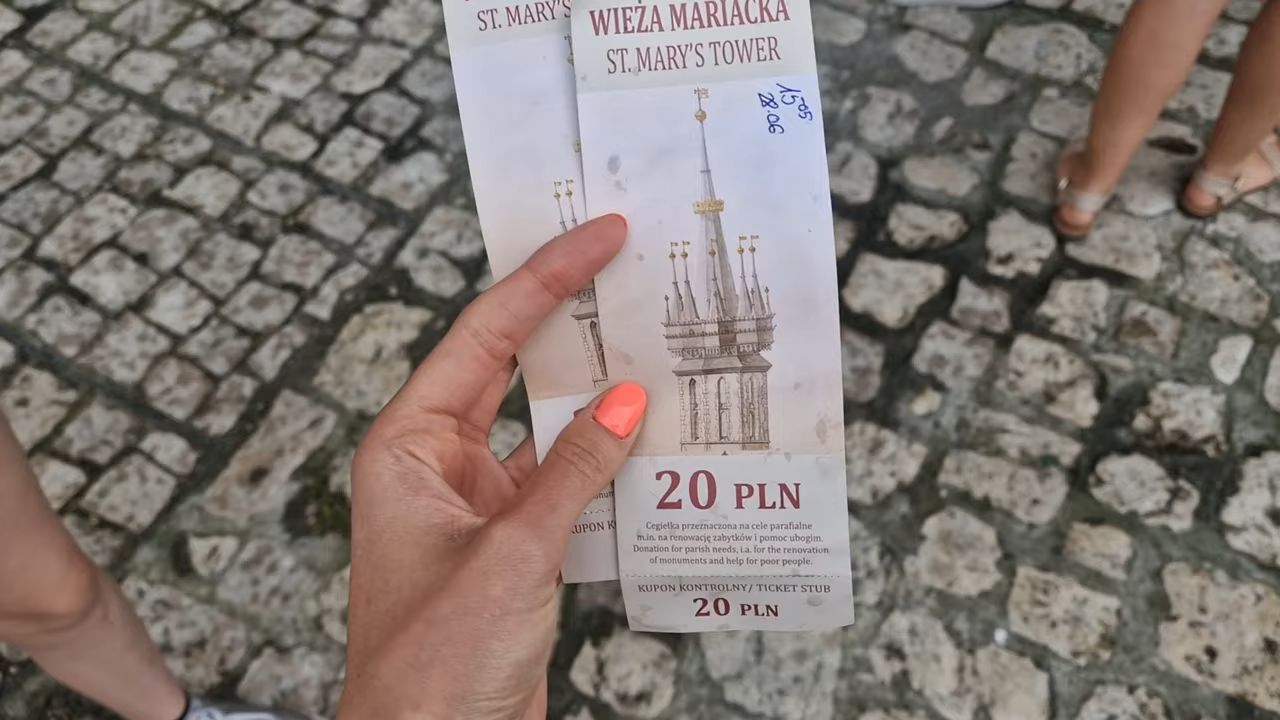 ST. MARY'S
WIEŻA MARIACKA
ST. MARY'S TOWER
15-05
28.06
20 PLN
Cegiełka przeznaczona na cele parafialne
m.in. na renowację zabytków i pomoc ubogim.
Donation for parish needs, i.a. for the renovation
of monuments and help for poor people.
KUPON KONTROLNY/ TICKET STUB
20 PLN